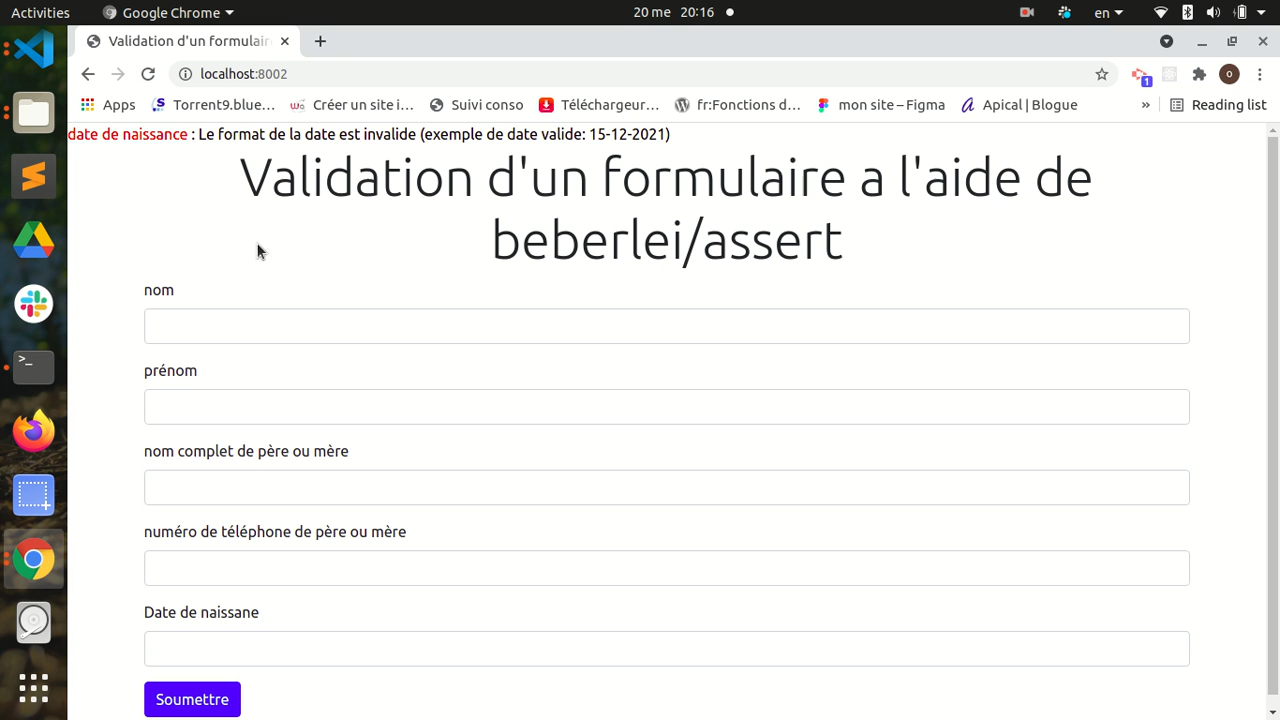 Activities
Google Chrome
20 me 20:16
en
Validation d'un formulair
localhost:8002
1
O
Apps
Torrent9.blue...
Créer un site i...
Suivi conso
Téléchargeur...
fr:Fonctions d...
mon site – Figma
Apical | Blogue
»
Reading list
date de naissance : Le format de la date est invalide (exemple de date valide: 15-12-2021)
Validation d'un formulaire a l'aide de
beberlei/assert
nom
prénom
nom complet de père ou mère
numéro de téléphone de père ou mère
Date de naissane
Soumettre